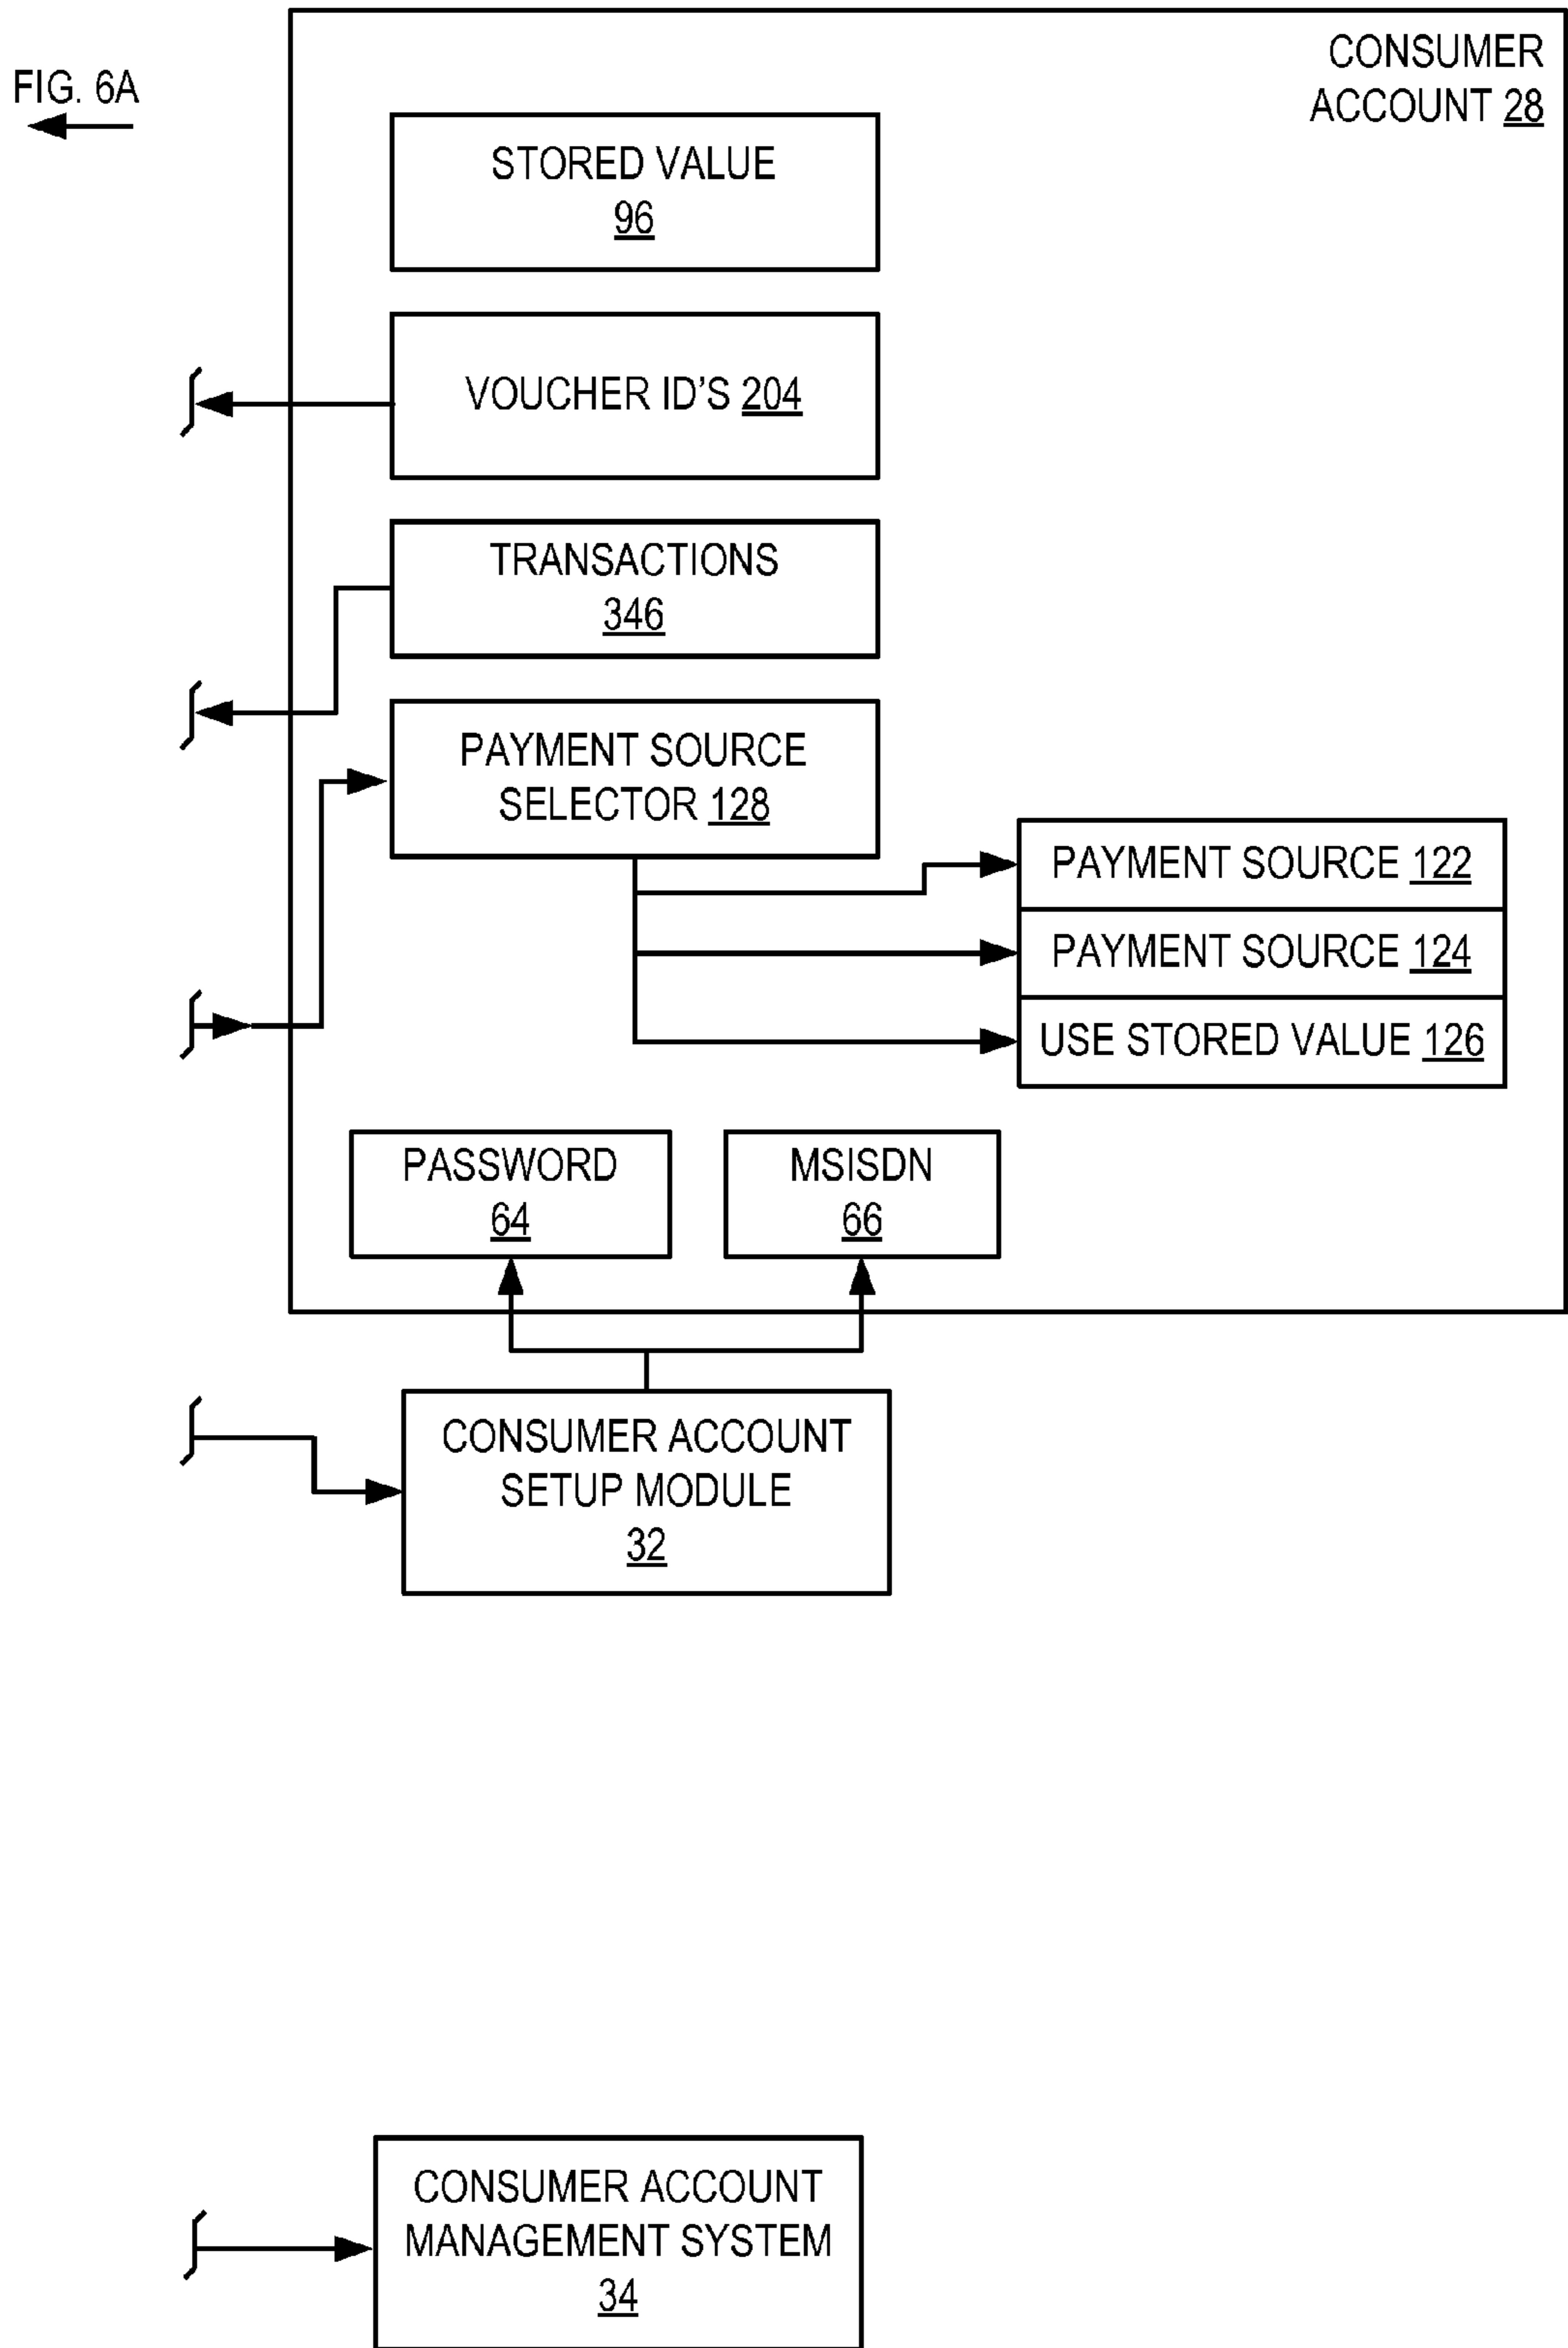 FIG. 6A
CONSUMER
ACCOUNT 28
STORED VALUE
96
VOUCHER ID'S 204
TRANSACTIONS
346
PAYMENT SOURCE
SELECTOR 128
PAYMENT SOURCE 122
PAYMENT SOURCE 124
USE STORED VALUE 126
PASSWORD
64
MSISDN
66
CONSUMER ACCOUNT
SETUP MODULE
32
CONSUMER ACCOUNT
MANAGEMENT SYSTEM
34